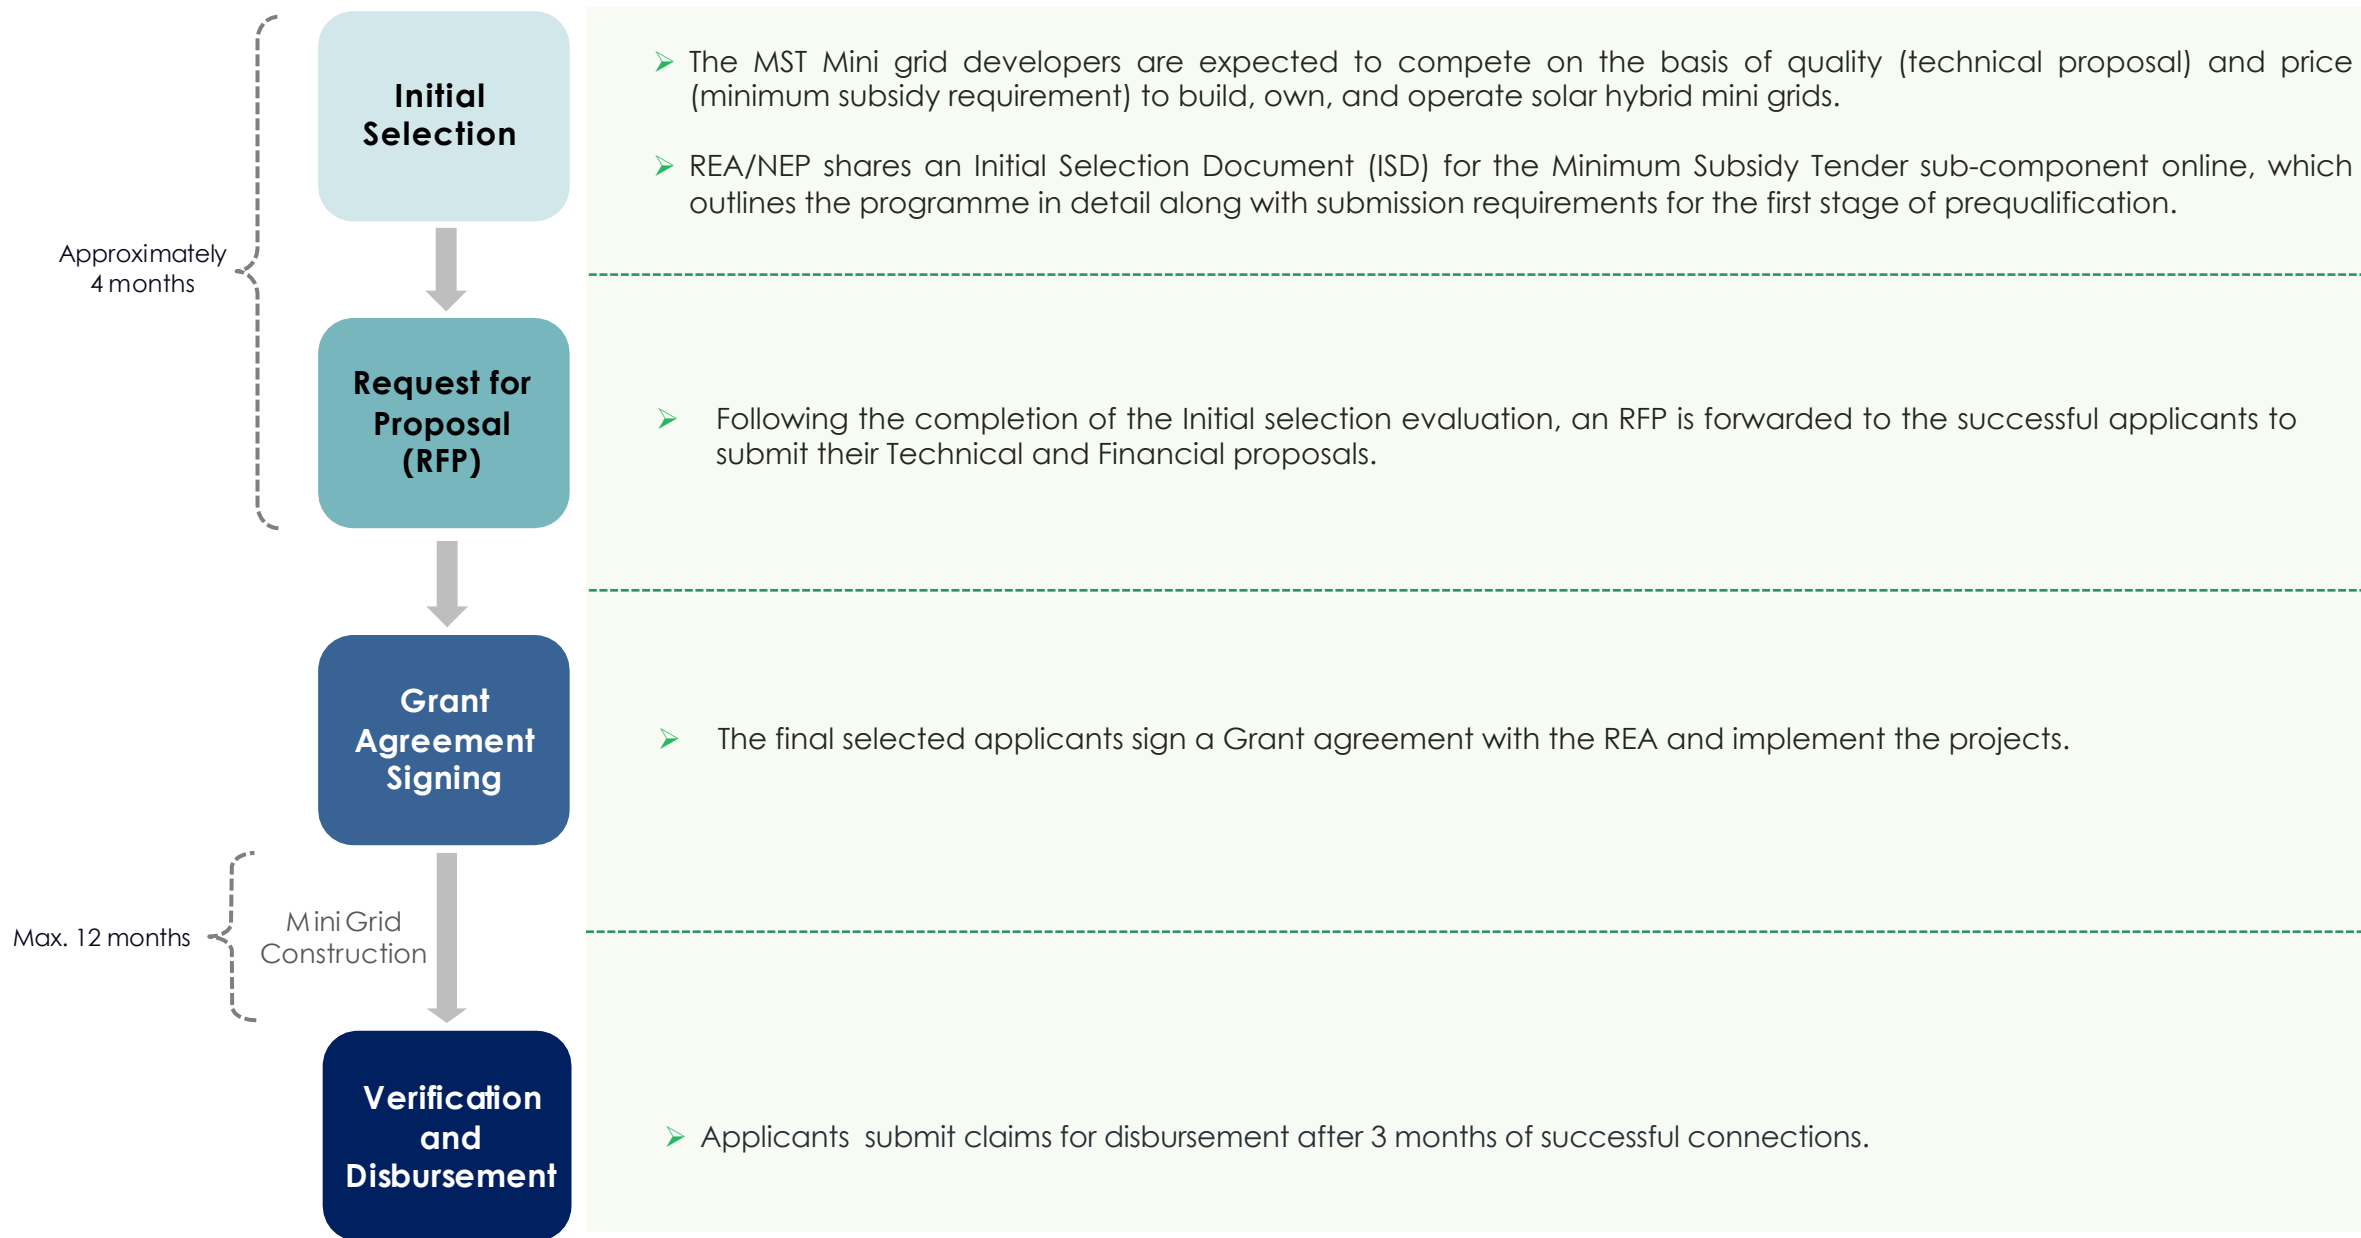 Initial
Selection
The MST Mini grid developers are expected to compete on the basis of quality (technical proposal) and price
(minimum subsidy requirement) to build, own, and operate solar hybrid mini grids.
REA/NEP shares an Initial Selection Document (ISD) for the Minimum Subsidy Tender sub-component online, which
outlines the programme in detail along with submission requirements for the first stage of prequalification.
Approximately
4 months
Request for
Proposal
(RFP)
Following the completion of the Initial selection evaluation, an RFP is forwarded to the successful applicants to
submit their Technical and Financial proposals.
Grant
Agreement
Signing
The final selected applicants sign a Grant agreement with the REA and implement the projects.
Max. 12 months
Mini Grid
Construction
Verification
and
Disbursement
Applicants submit claims for disbursement after 3 months of successful connections.